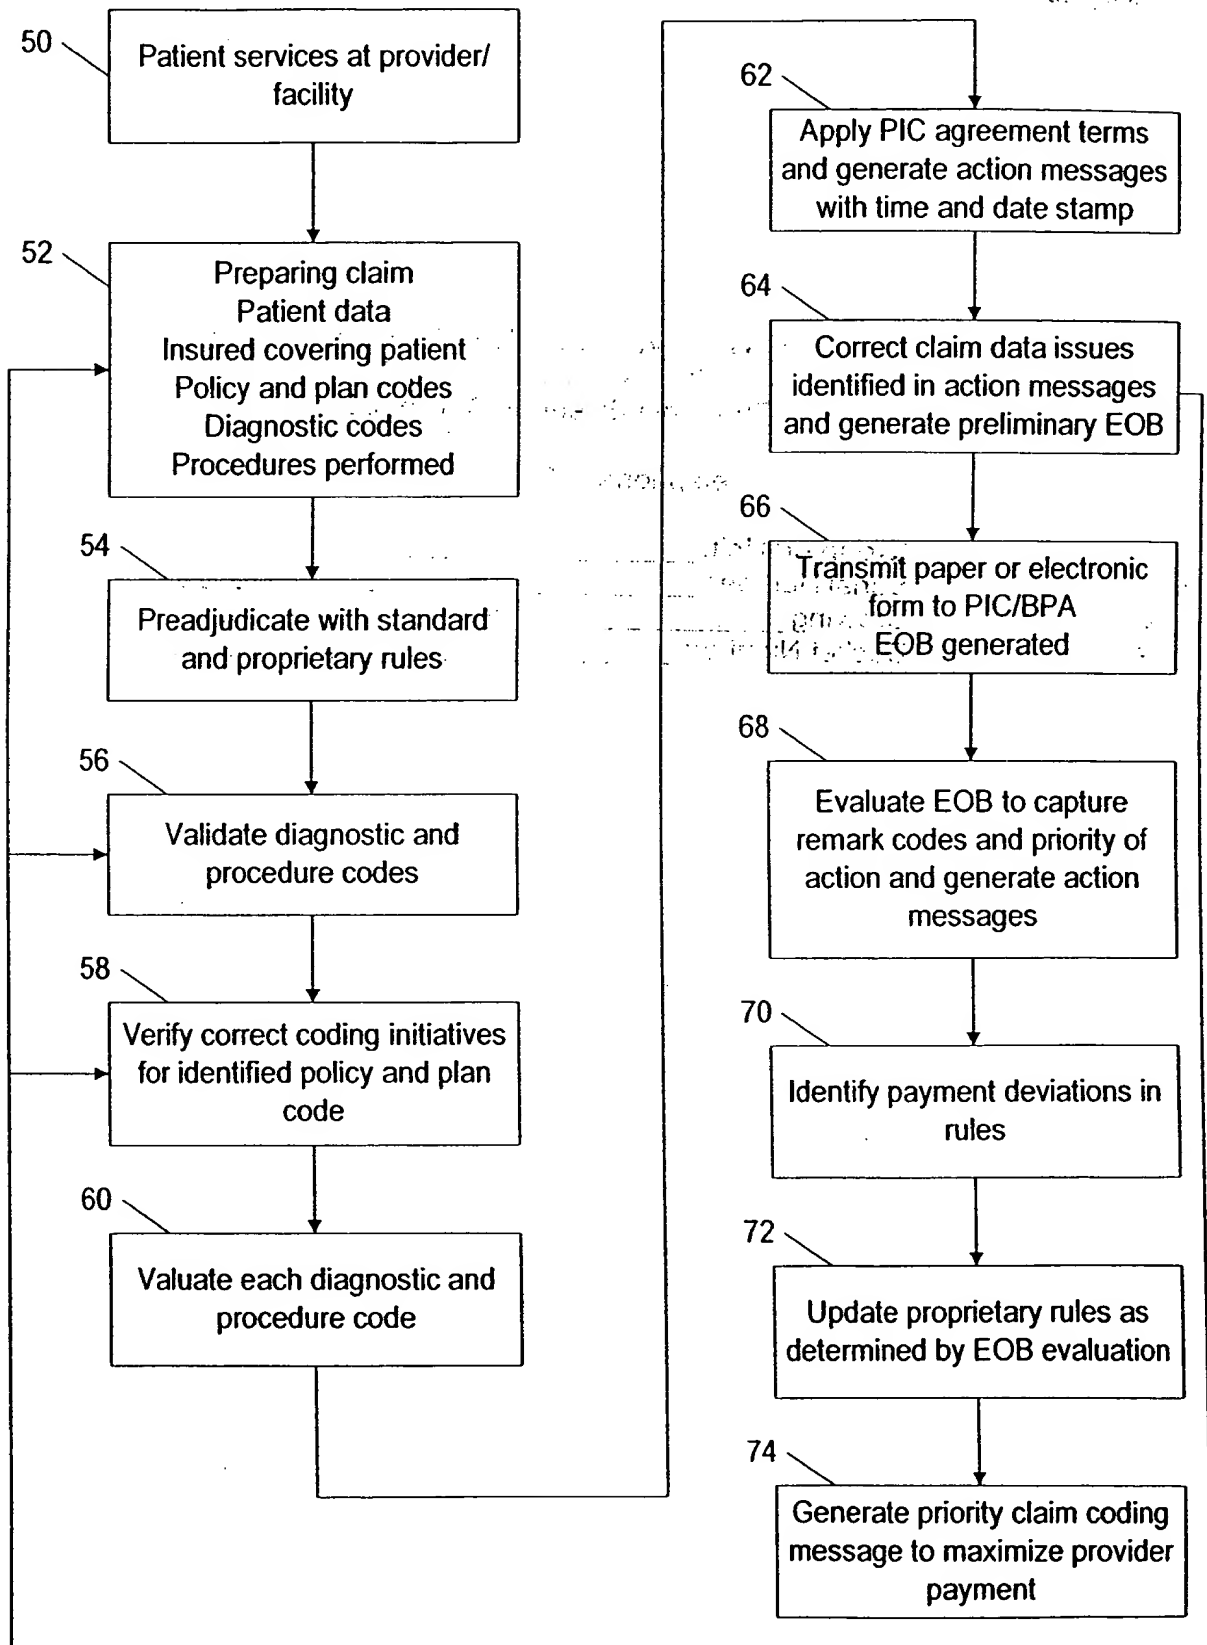 50
Patient services at provider/
facility
52
Preparing claim
Patient data
Insured covering patient
Policy and plan codes
Diagnostic codes
Procedures performed
54
Preadjudicate with standard
and proprietary rules
56
Validate diagnostic and
procedure codes
58
Verify correct coding initiatives
for identified policy and plan
code
60
Valuate each diagnostic and
procedure code
62
Apply PIC agreement terms
and generate action messages
with time and date stamp
64
Correct claim data issues
identified in action messages
and generate preliminary EOB
66
Transmit paper or electronic
form to PIC/BPA
EOB generated
68
Evaluate EOB to capture
remark codes and priority of
action and generate action
messages
70
Identify payment deviations in
rules
72
Update proprietary rules as
determined by EOB evaluation
74
Generate priority claim coding
message to maximize provider
payment